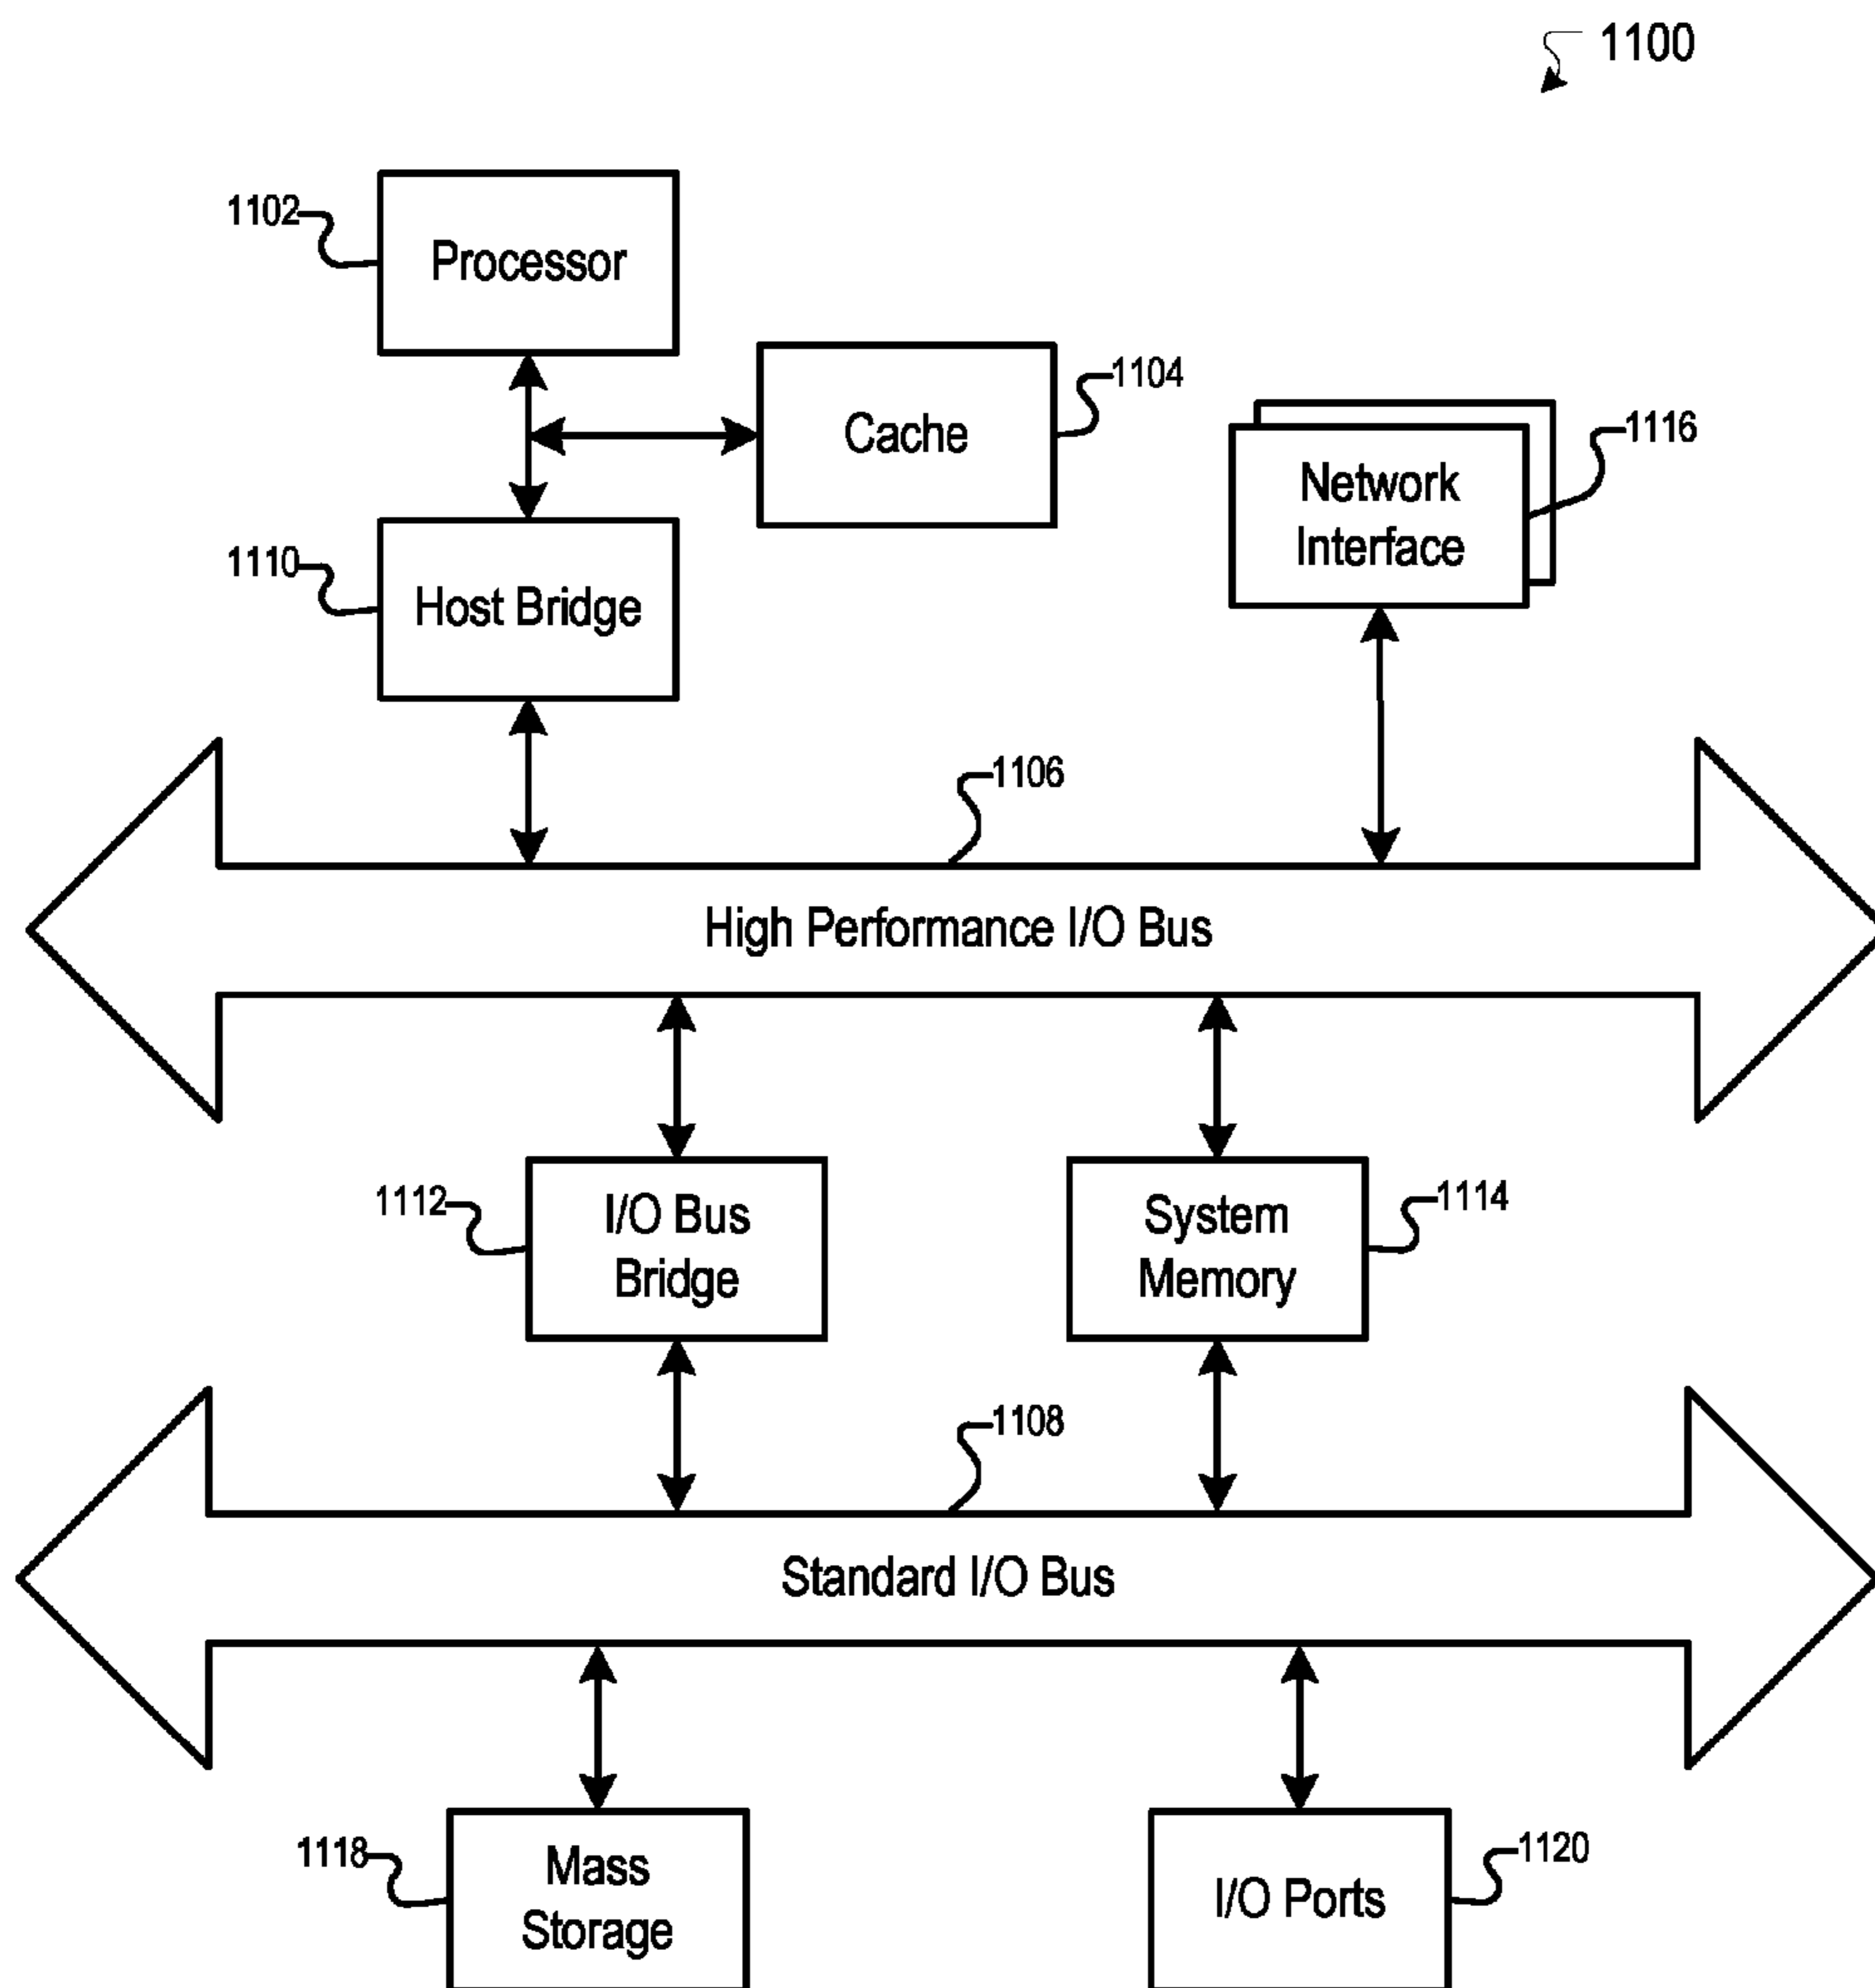 1100
1102
Processor
1104
Cache
1116
Network
Interface
1110
Host Bridge
1106
High Performance I/O Bus
1112
I/O Bus
Bridge
System
Memory
1114
1108
Standard I/O Bus
1118
Mass
Storage
I/O Ports
1120